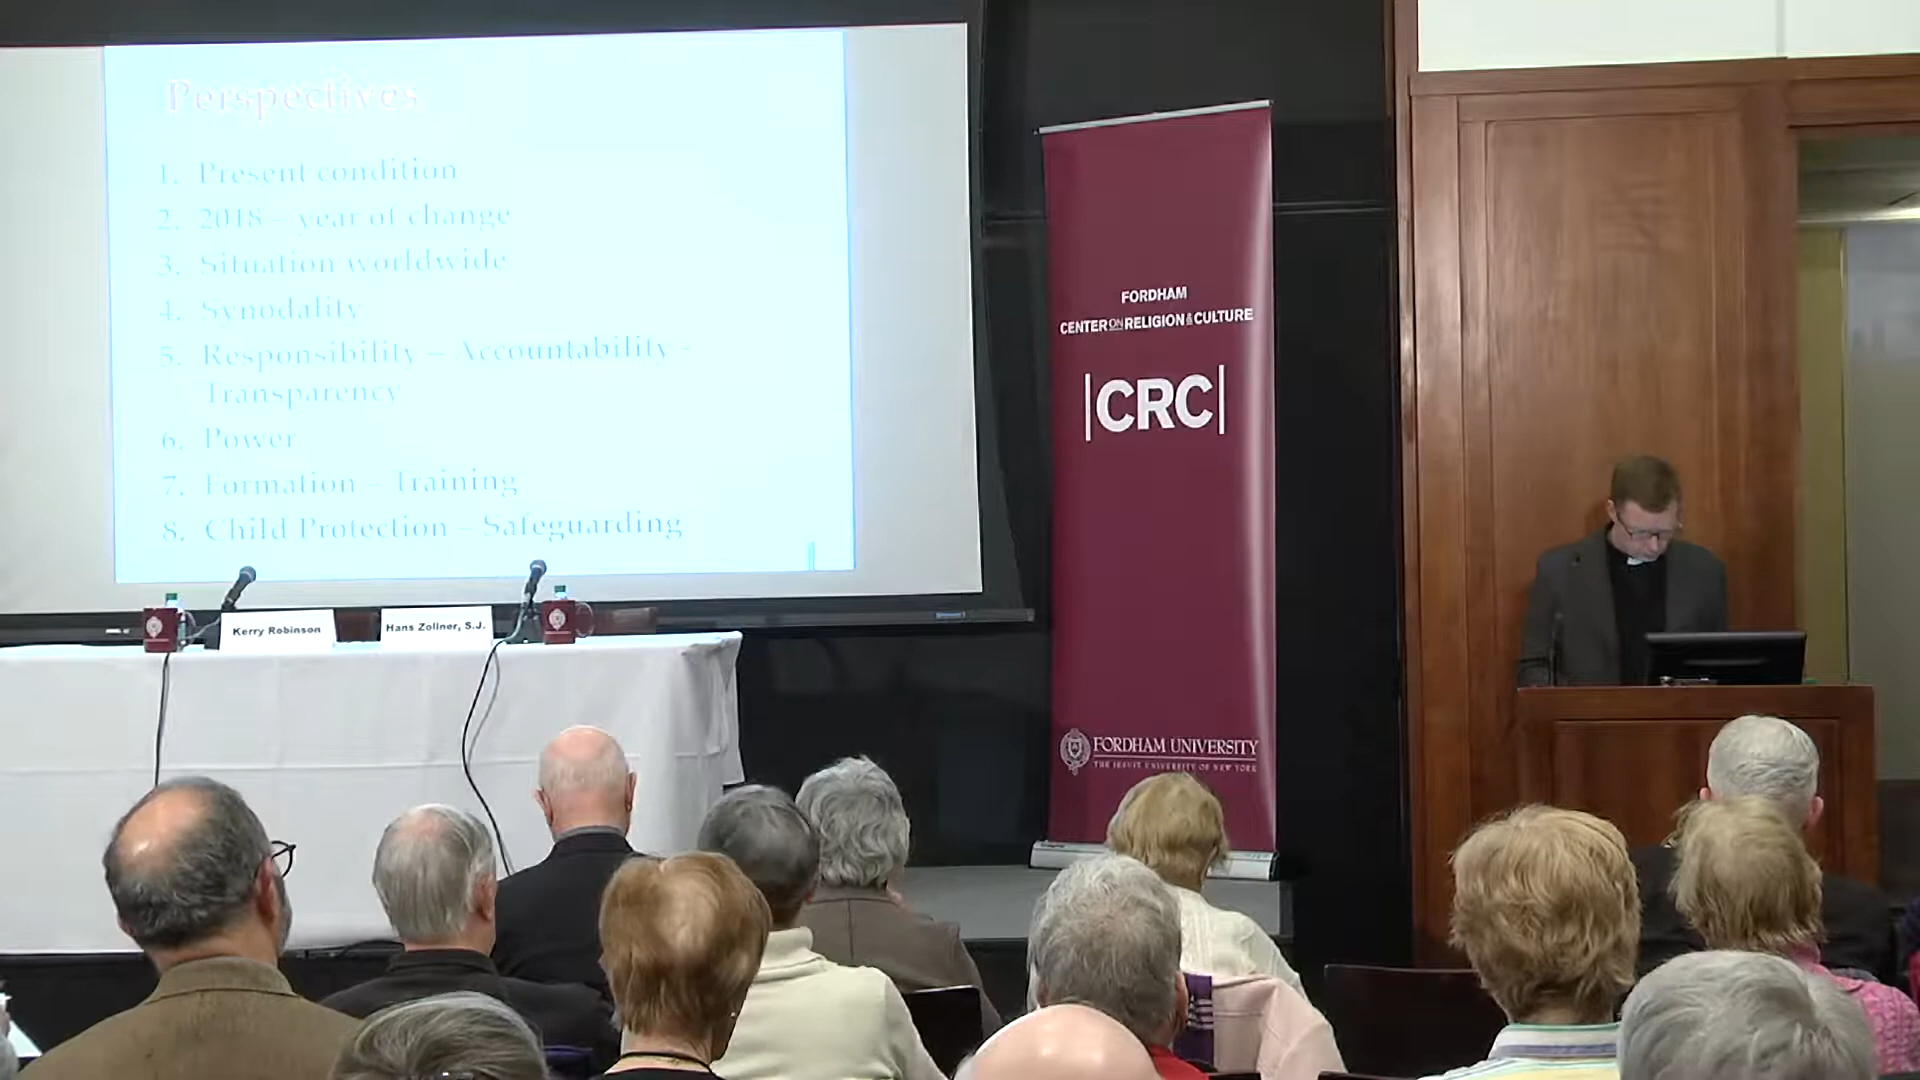 Perspectives
1. Present condition
2. 2018 – year of change
3. Situation worldwide
4. Synodality
5. Responsibility – Accountability –
Transparency
6. Power
7. Formation – Training
8. Child Protection – Safeguarding
Kerry Robinson
Hans Zollner, S.J.
FORDHAM
CENTER ON RELIGION & CULTURE
|CRC|
FORDHAM UNIVERSITY
THE JESUIT UNIVERSITY OF NEW YORK